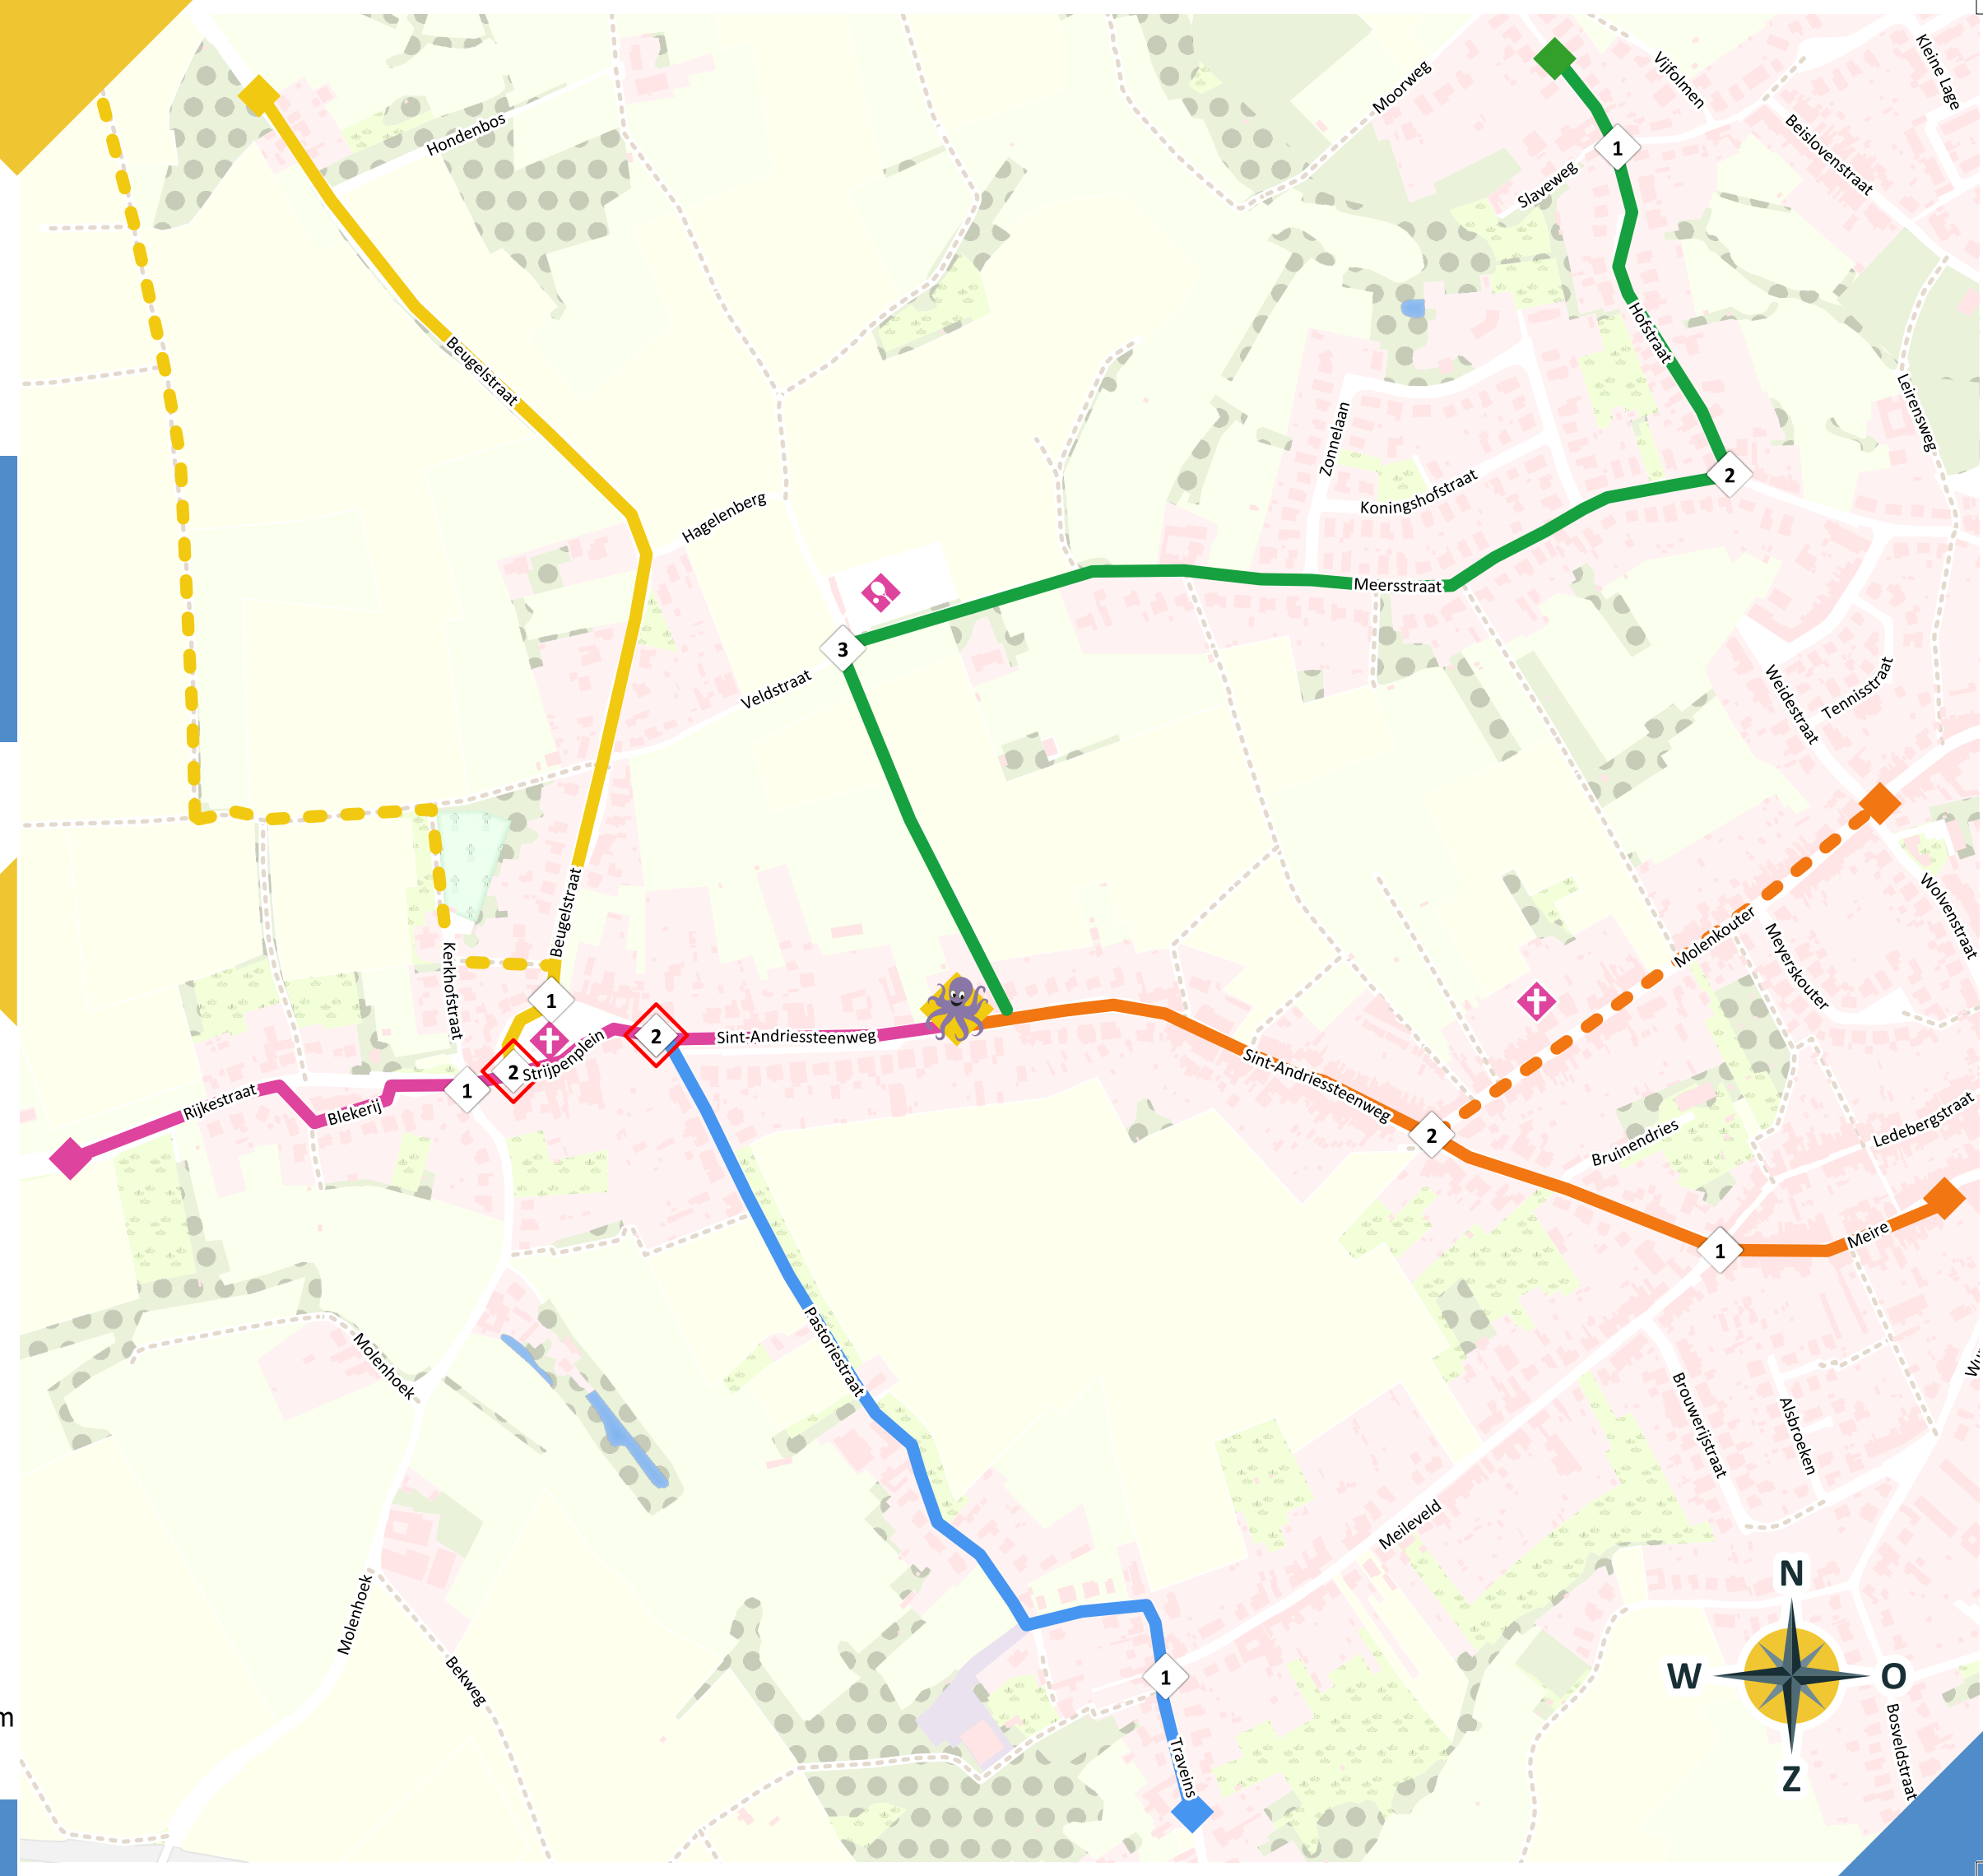 Kleine Lage
Vijfolmen
Moorweg
Hondenbos
Beislovenstraat
1
Slaveweg
Hofstraat
Beugelstraat
Leirensweg
Zonnelaan
2
Koningshofstraat
Hagelenberg
Meersstraat
3
Veldstraat
Weidestraat
Tennisstraat
Beugelstraat
Wolvenstraat
Molenkouter
Meyerskouter
Kerkhofstraat
1
2
Sint-Andriessteenweg
Strijpenplein
2
1
Sint-Andriessteenweg
Rijkestraat
Blekerij
2
Bruinendries
Ledebergstraat
Meire
1
Pastoriestraat
Molenhoek
Brouwerijstraat
Alsbroeken
Meileveld
N
Molenhoek
Bekweg
1
W
O
m
Traveins
Bosveldstraat
Z